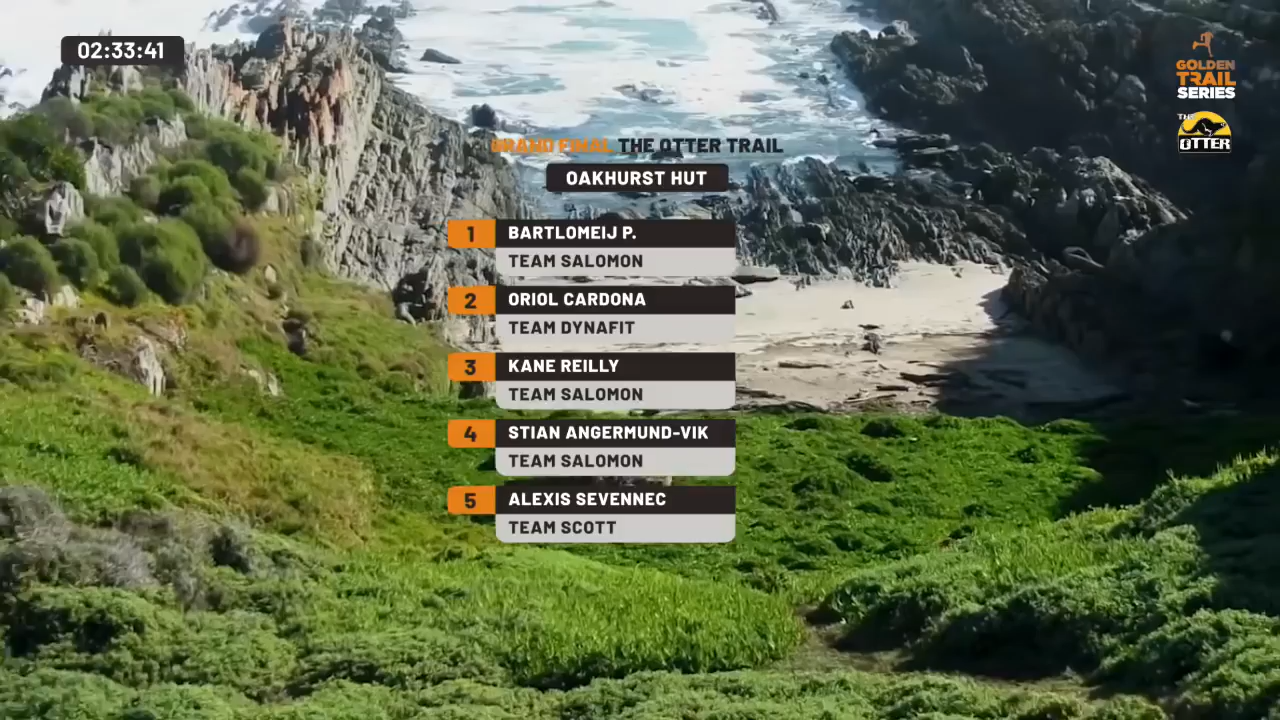 02:33:41
GOLDEN
TRAIL
SERIES
THE
OTTER
GRAND FINAL THE OTTER TRAIL
OAKHURST HUT
1 BARTLOMEIJ P.
TEAM SALOMON
2 ORIOL CARDONA
TEAM DYNAFIT
3 KANE REILLY
TEAM SALOMON
4 STIAN ANGERMUND-VIK
TEAM SALOMON
5 ALEXIS SEVENNEC
TEAM SCOTT